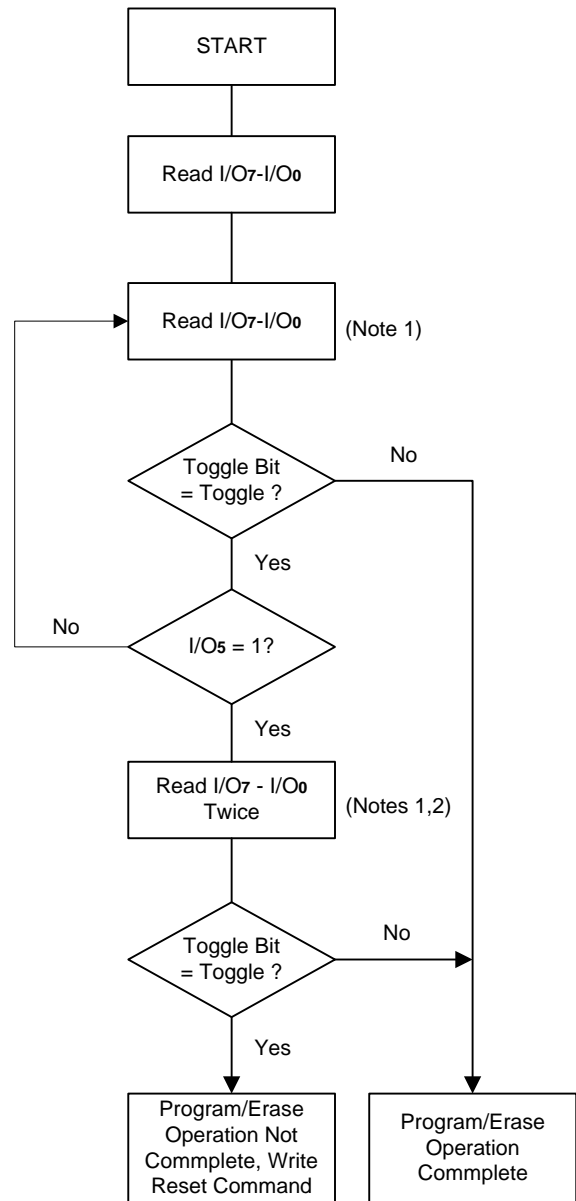 START
Read I/O7-I/O0
Read I/O7-I/O0
(Note 1)
Toggle Bit
= Toggle ?
No
Yes
No
I/O5 = 1?
Yes
Read I/O7 - I/O0
Twice
(Notes 1,2)
Toggle Bit
= Toggle ?
No
Yes
Program/Erase
Operation Not
Commplete, Write
Reset Command
Program/Erase
Operation
Commplete